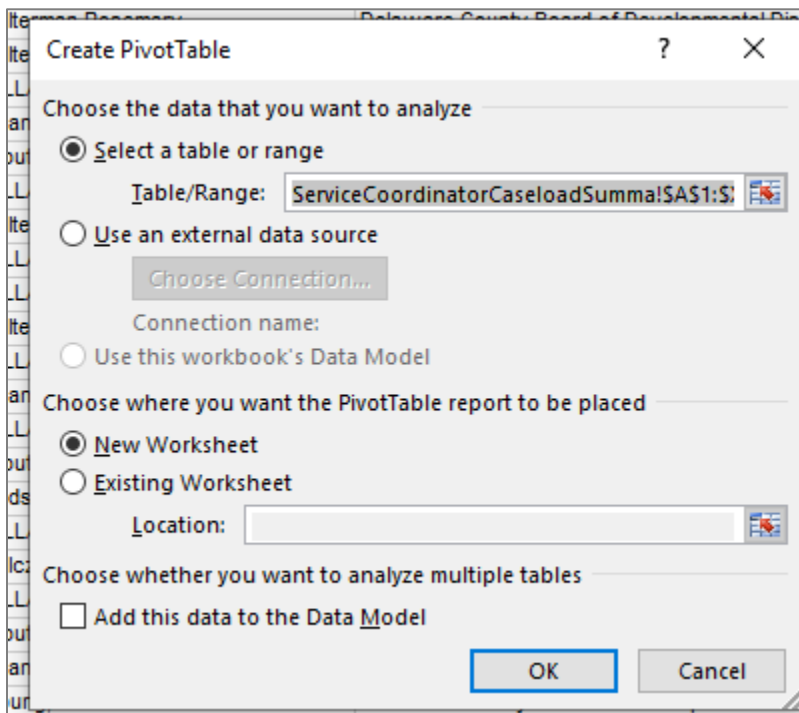 Create PivotTable ?
Choose the data that you want to analyze
Select a table or range
Table/Range: ServiceCoordinatorCaseloadSumma!$A$1:$
Use an external data source
Choose Connection...
Connection name:
Use this workbook's Data Model
Choose where you want the PivotTable report to be placed
New Worksheet
Existing Worksheet
Location:
Choose whether you want to analyze multiple tables
Add this data to the Data Model
OK Cancel